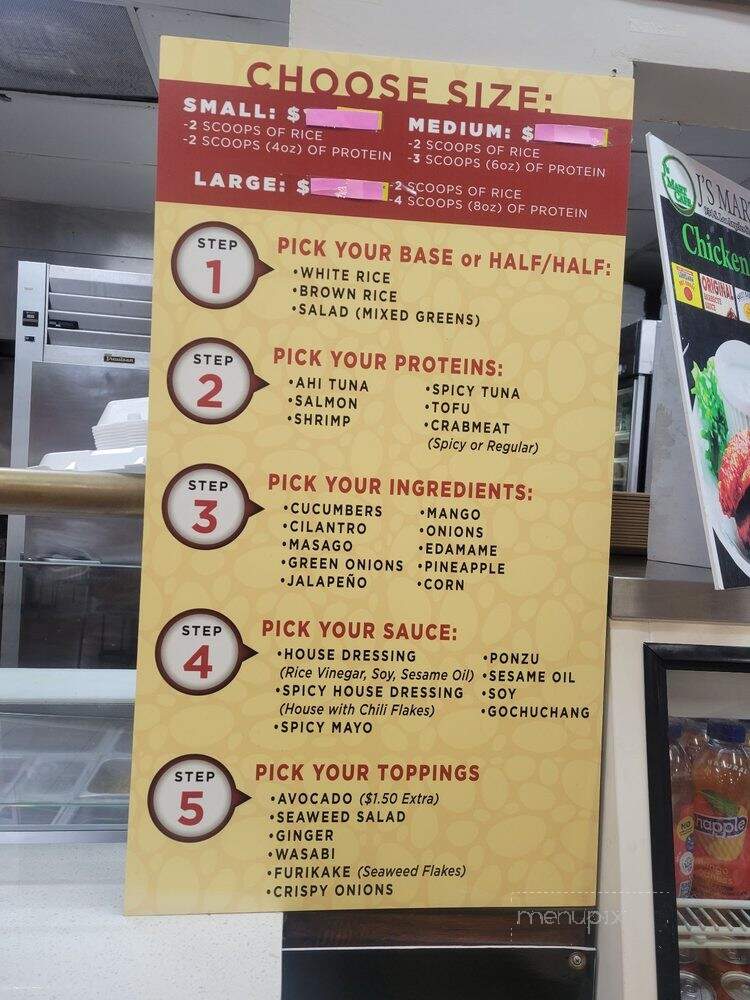 CHOOSE SIZE:
SMALL: $
-2 SCOOPS OF RICE
-2 SCOOPS (4oz) OF PROTEIN
MEDIUM: $
-2 SCOOPS OF RICE
-3 SCOOPS (6oz) OF PROTEIN
LARGE: $
-2 SCOOPS OF RICE
-4 SCOOPS (8oz) OF PROTEIN
STEP
1
PICK YOUR BASE or HALF/HALF:
•WHITE RICE
•BROWN RICE
•SALAD (MIXED GREENS)
STEP
2
PICK YOUR PROTEINS:
•AHI TUNA
•SALMON
•SHRIMP
•SPICY TUNA
•TOFU
•CRABMEAT
(Spicy or Regular)
STEP
3
PICK YOUR INGREDIENTS:
•CUCUMBERS
•CILANTRO
•MASAGO
•GREEN ONIONS
•JALAPEÑO
•MANGO
•ONIONS
•EDAMAME
•PINEAPPLE
•CORN
STEP
4
PICK YOUR SAUCE:
•HOUSE DRESSING
(Rice Vinegar, Soy, Sesame Oil)
•SPICY HOUSE DRESSING
(House with Chili Flakes)
•SPICY MAYO
•PONZU
•SESAME OIL
•SOY
•GOCHUCHANG
STEP
5
PICK YOUR TOPPINGS
•AVOCADO ($1.50 Extra)
•SEAWEED SALAD
•GINGER
•WASABI
•FURIKAKE (Seaweed Flakes)
•CRISPY ONIONS
J'S MAR
Chicken
ORIGINAL
napple
menupix